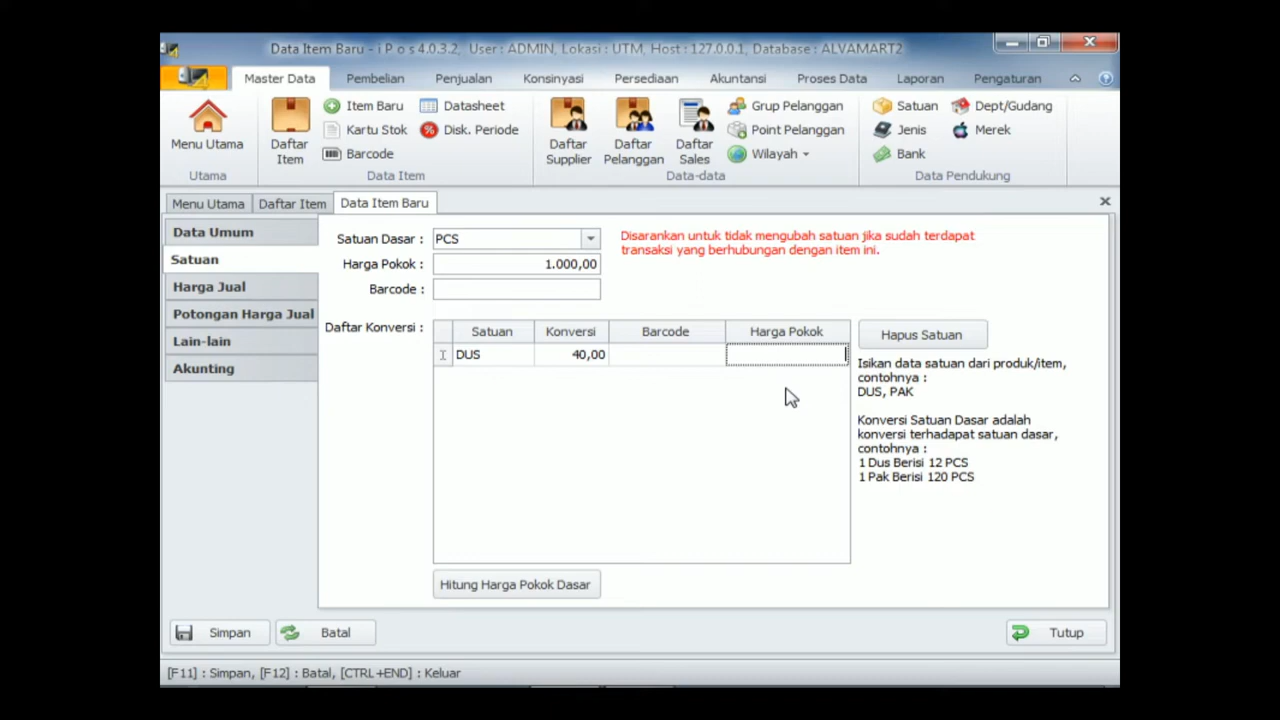 Data Item Baru - i P o s 4.0.3.2, User : ADMIN, Lokasi : UTM, Host : 127.0.0.1, Database : ALVAMART2
Master Data Pembelian Penjualan Konsinyasi Persediaan Akuntansi Proses Data Laporan Pengaturan
Menu Utama
Utama
Daftar Item
Item Baru
Kartu Stok
Barcode
Datasheet
Disk. Periode
Data Item
Daftar Supplier
Daftar Pelanggan
Daftar Sales
Grup Pelanggan
Point Pelanggan
Wilayah
Data-data
Satuan
Jenis
Bank
Dept/Gudang
Merek
Data Pendukung
Menu Utama Daftar Item Data Item Baru
Data Umum
Satuan
Harga Jual
Potongan Harga Jual
Lain-lain
Akunting
Satuan Dasar : PCS
Harga Pokok : 1.000,00
Barcode :
Disarankan untuk tidak mengubah satuan jika sudah terdapat
transaksi yang berhubungan dengan item ini.
Daftar Konversi :
Satuan Konversi Barcode Harga Pokok
DUS 40,00
Hapus Satuan
Isikan data satuan dari produk/item,
contohnya :
DUS, PAK
Konversi Satuan Dasar adalah
konversi terhadapat satuan dasar,
contohnya :
1 Dus Berisi 12 PCS
1 Pak Berisi 120 PCS
Hitung Harga Pokok Dasar
Simpan Batal Tutup
[F11] : Simpan, [F12] : Batal, [CTRL+END] : Keluar